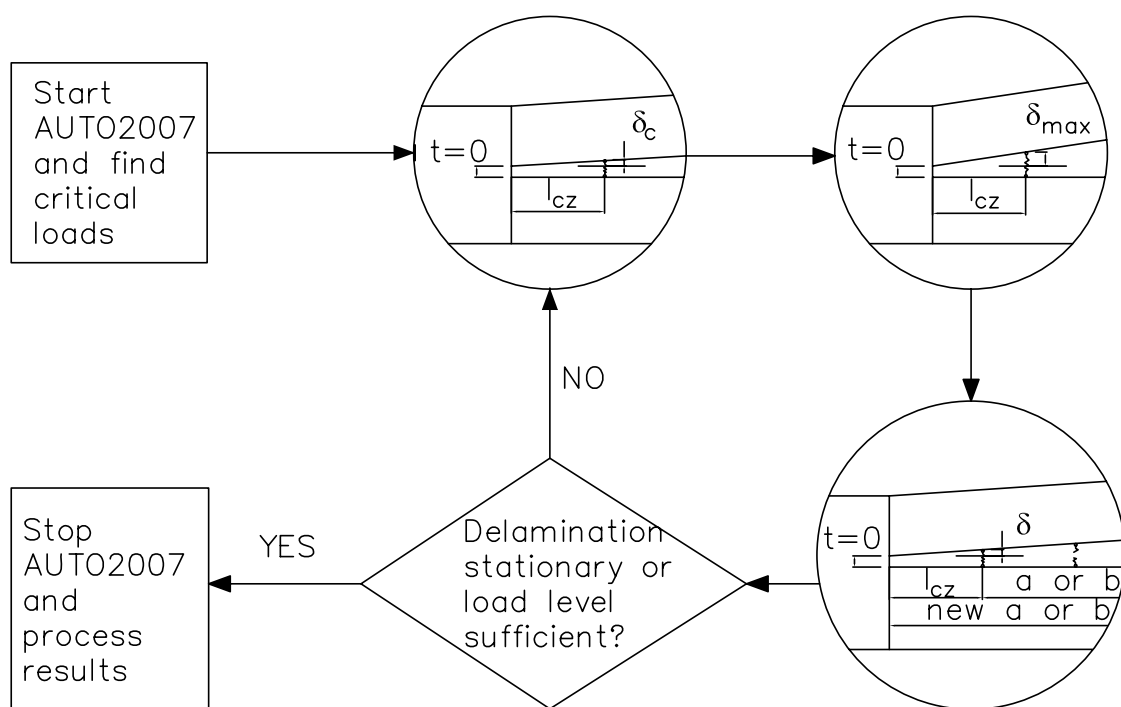 Start
AUTO2007
and find
critical
loads
t=0
δc
lcz
t=0
δmax
lcz
NO
t=0
δ
lcz
a or b
new a or b
Delamination
stationary or
load level
sufficient?
YES
Stop
AUTO2007
and
process
results